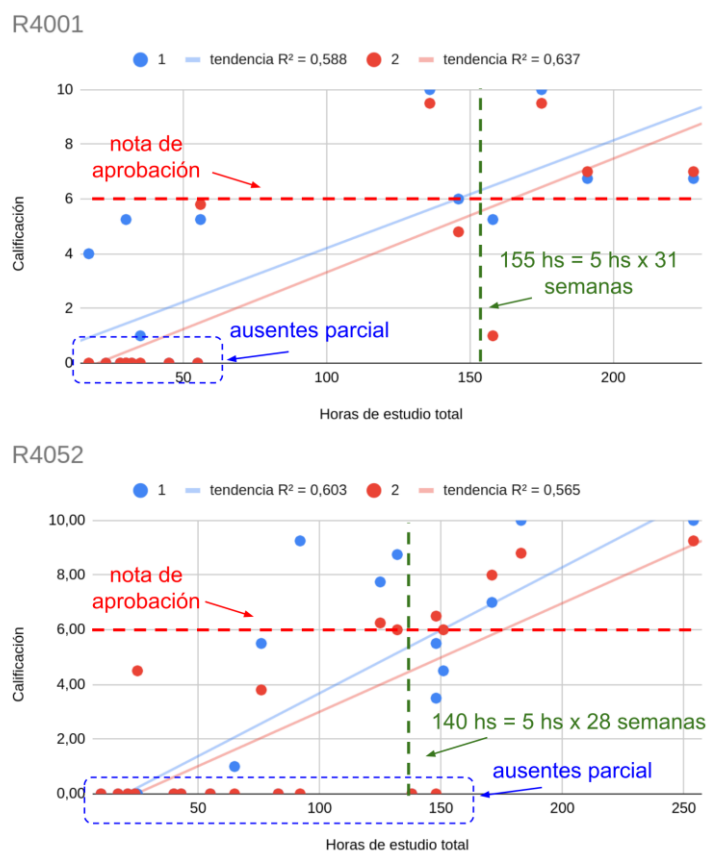 R4001
1 tendencia R² = 0,588 2 tendencia R² = 0,637
10
nota de
aprobación
8
6
Calificación
155 hs = 5 hs x 31
semanas
4
2
ausentes parcial
0
50 100 150 200
Horas de estudio total
R4052
1 tendencia R² = 0,603 2 tendencia R² = 0,565
10,00
nota de
aprobación
8,00
6,00
Calificación
4,00
140 hs = 5 hs x 28 semanas
2,00
ausentes parcial
0,00
50 100 150 200 250
Horas de estudio total